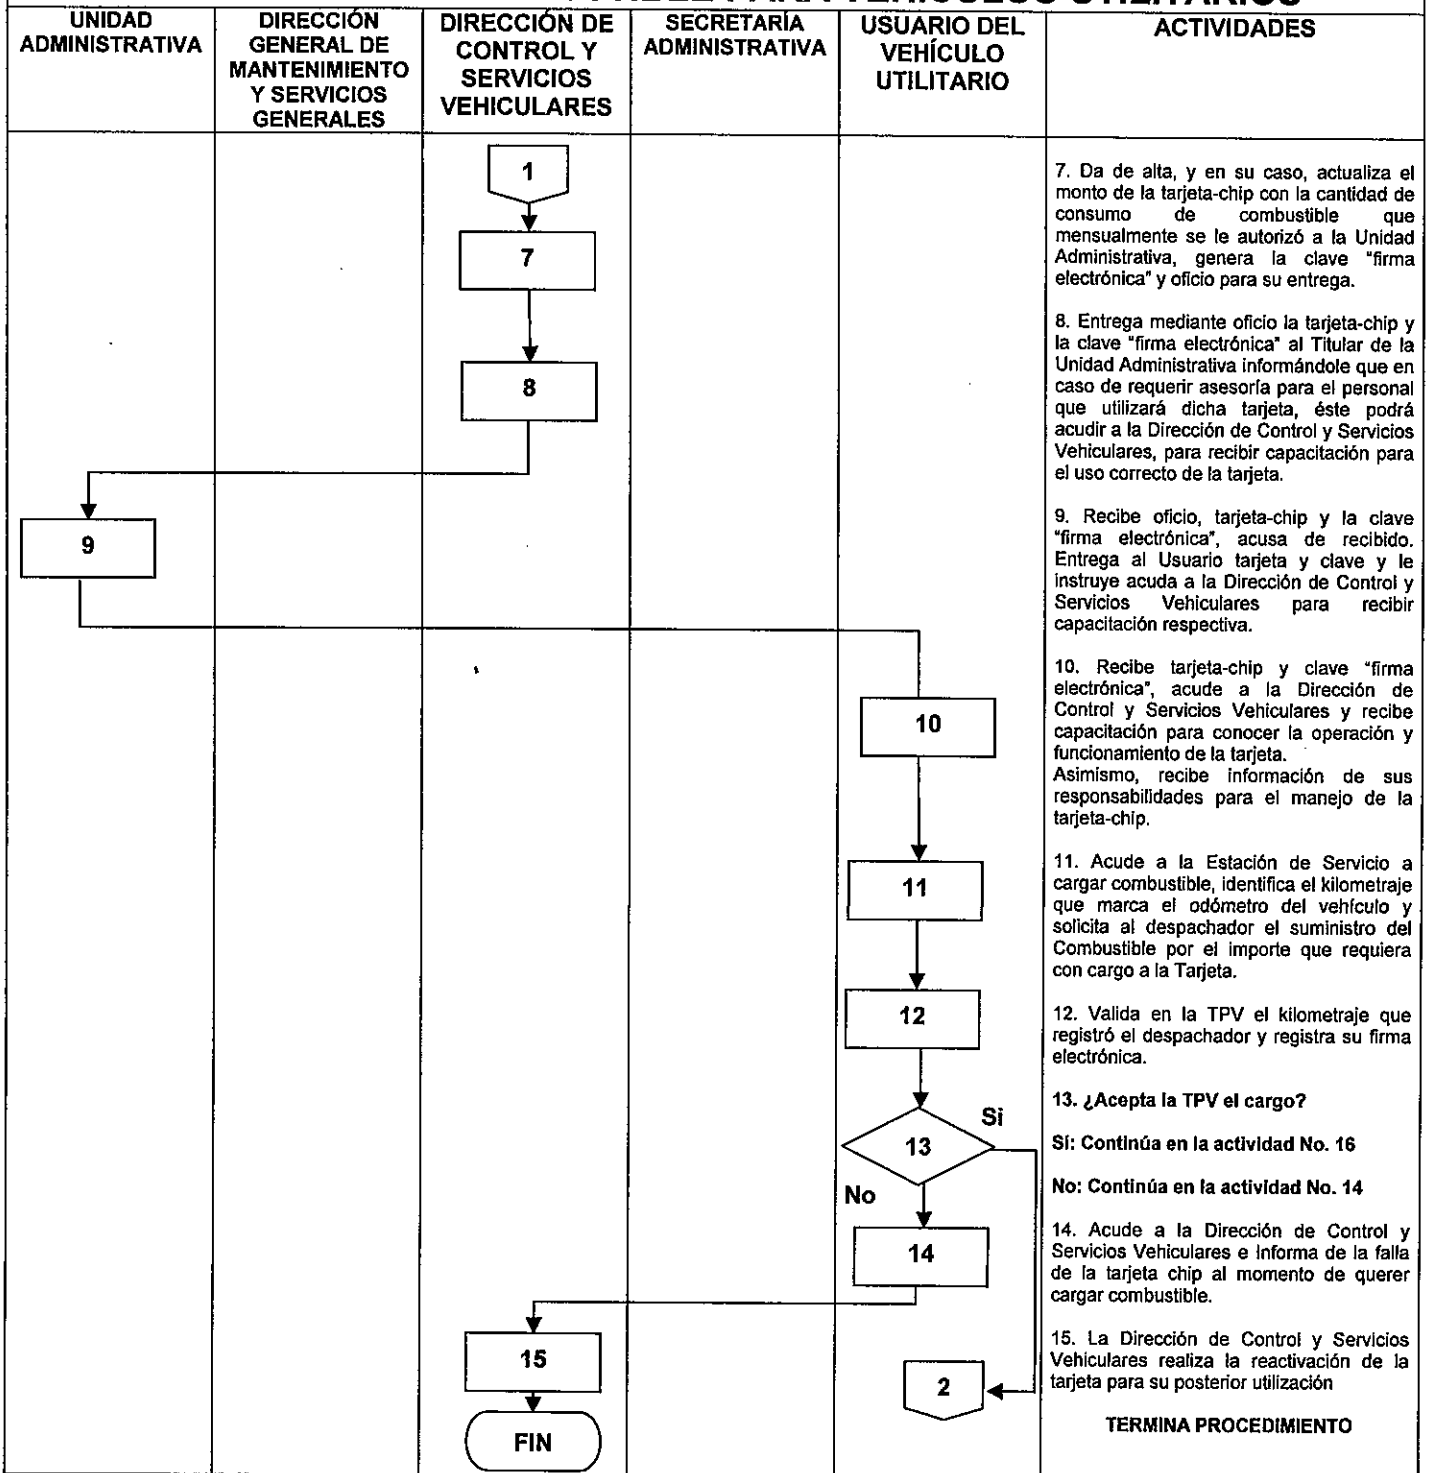 UNIDAD
ADMINISTRATIVA
DIRECCIÓN
GENERAL DE
MANTENIMIENTO
Y SERVICIOS
GENERALES
DIRECCIÓN DE
CONTROL Y
SERVICIOS
VEHICULARES
SECRETARÍA
ADMINISTRATIVA
USUARIO DEL
VEHÍCULO
UTILITARIO
ACTIVIDADES
1
7
8
9
10
11
12
13
Si
No
14
15
2
FIN
7. Da de alta, y en su caso, actualiza el
monto de la tarjeta-chip con la cantidad de
consumo de combustible que
mensualmente se le autorizó a la Unidad
Administrativa, genera la clave "firma
electrónica" y oficio para su entrega.
8. Entrega mediante oficio la tarjeta-chip y
la clave "firma electrónica" al Titular de la
Unidad Administrativa informándole que en
caso de requerir asesoría para el personal
que utilizará dicha tarjeta, éste podrá
acudir a la Dirección de Control y Servicios
Vehiculares, para recibir capacitación para
el uso correcto de la tarjeta.
9. Recibe oficio, tarjeta-chip y la clave
"firma electrónica", acusa de recibido.
Entrega al Usuario tarjeta y clave y le
instruye acuda a la Dirección de Control y
Servicios Vehiculares para recibir
capacitación respectiva.
10. Recibe tarjeta-chip y clave "firma
electrónica", acude a la Dirección de
Control y Servicios Vehiculares y recibe
capacitación para conocer la operación y
funcionamiento de la tarjeta.
Asimismo, recibe información de sus
responsabilidades para el manejo de la
tarjeta-chip.
11. Acude a la Estación de Servicio a
cargar combustible, identifica el kilometraje
que marca el odómetro del vehículo y
solicita al despachador el suministro del
Combustible por el importe que requiera
con cargo a la Tarjeta.
12. Valida en la TPV el kilometraje que
registró el despachador y registra su firma
electrónica.
13. ¿Acepta la TPV el cargo?
Sí: Continúa en la actividad No. 16
No: Continúa en la actividad No. 14
14. Acude a la Dirección de Control y
Servicios Vehiculares e Informa de la falla
de la tarjeta chip al momento de querer
cargar combustible.
15. La Dirección de Control y Servicios
Vehiculares realiza la reactivación de la
tarjeta para su posterior utilización
TERMINA PROCEDIMIENTO